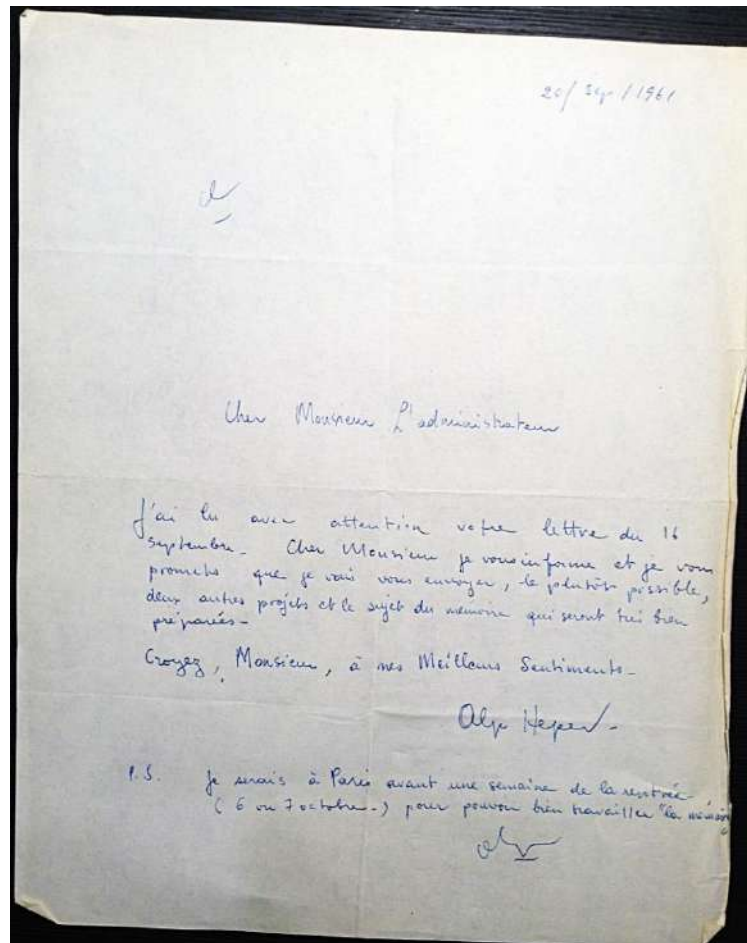 20/Sep/1961
Cher Monsieur L'administrateur
J'ai lu avec attention votre lettre du 16
septembre. Cher Monsieur je vous informe et je vous
promets que je vais vous envoyer, le plutôt possible,
deux autres projets et le sujet du mémoire qui seront très bien
préparées.
Croyez, Monsieur, à mes Meilleurs Sentiments.
P.S. Je serais à Paris avant une semaine de la rentrée
(6 ou 7 octobre.) pour pouvoir bien travailler "la